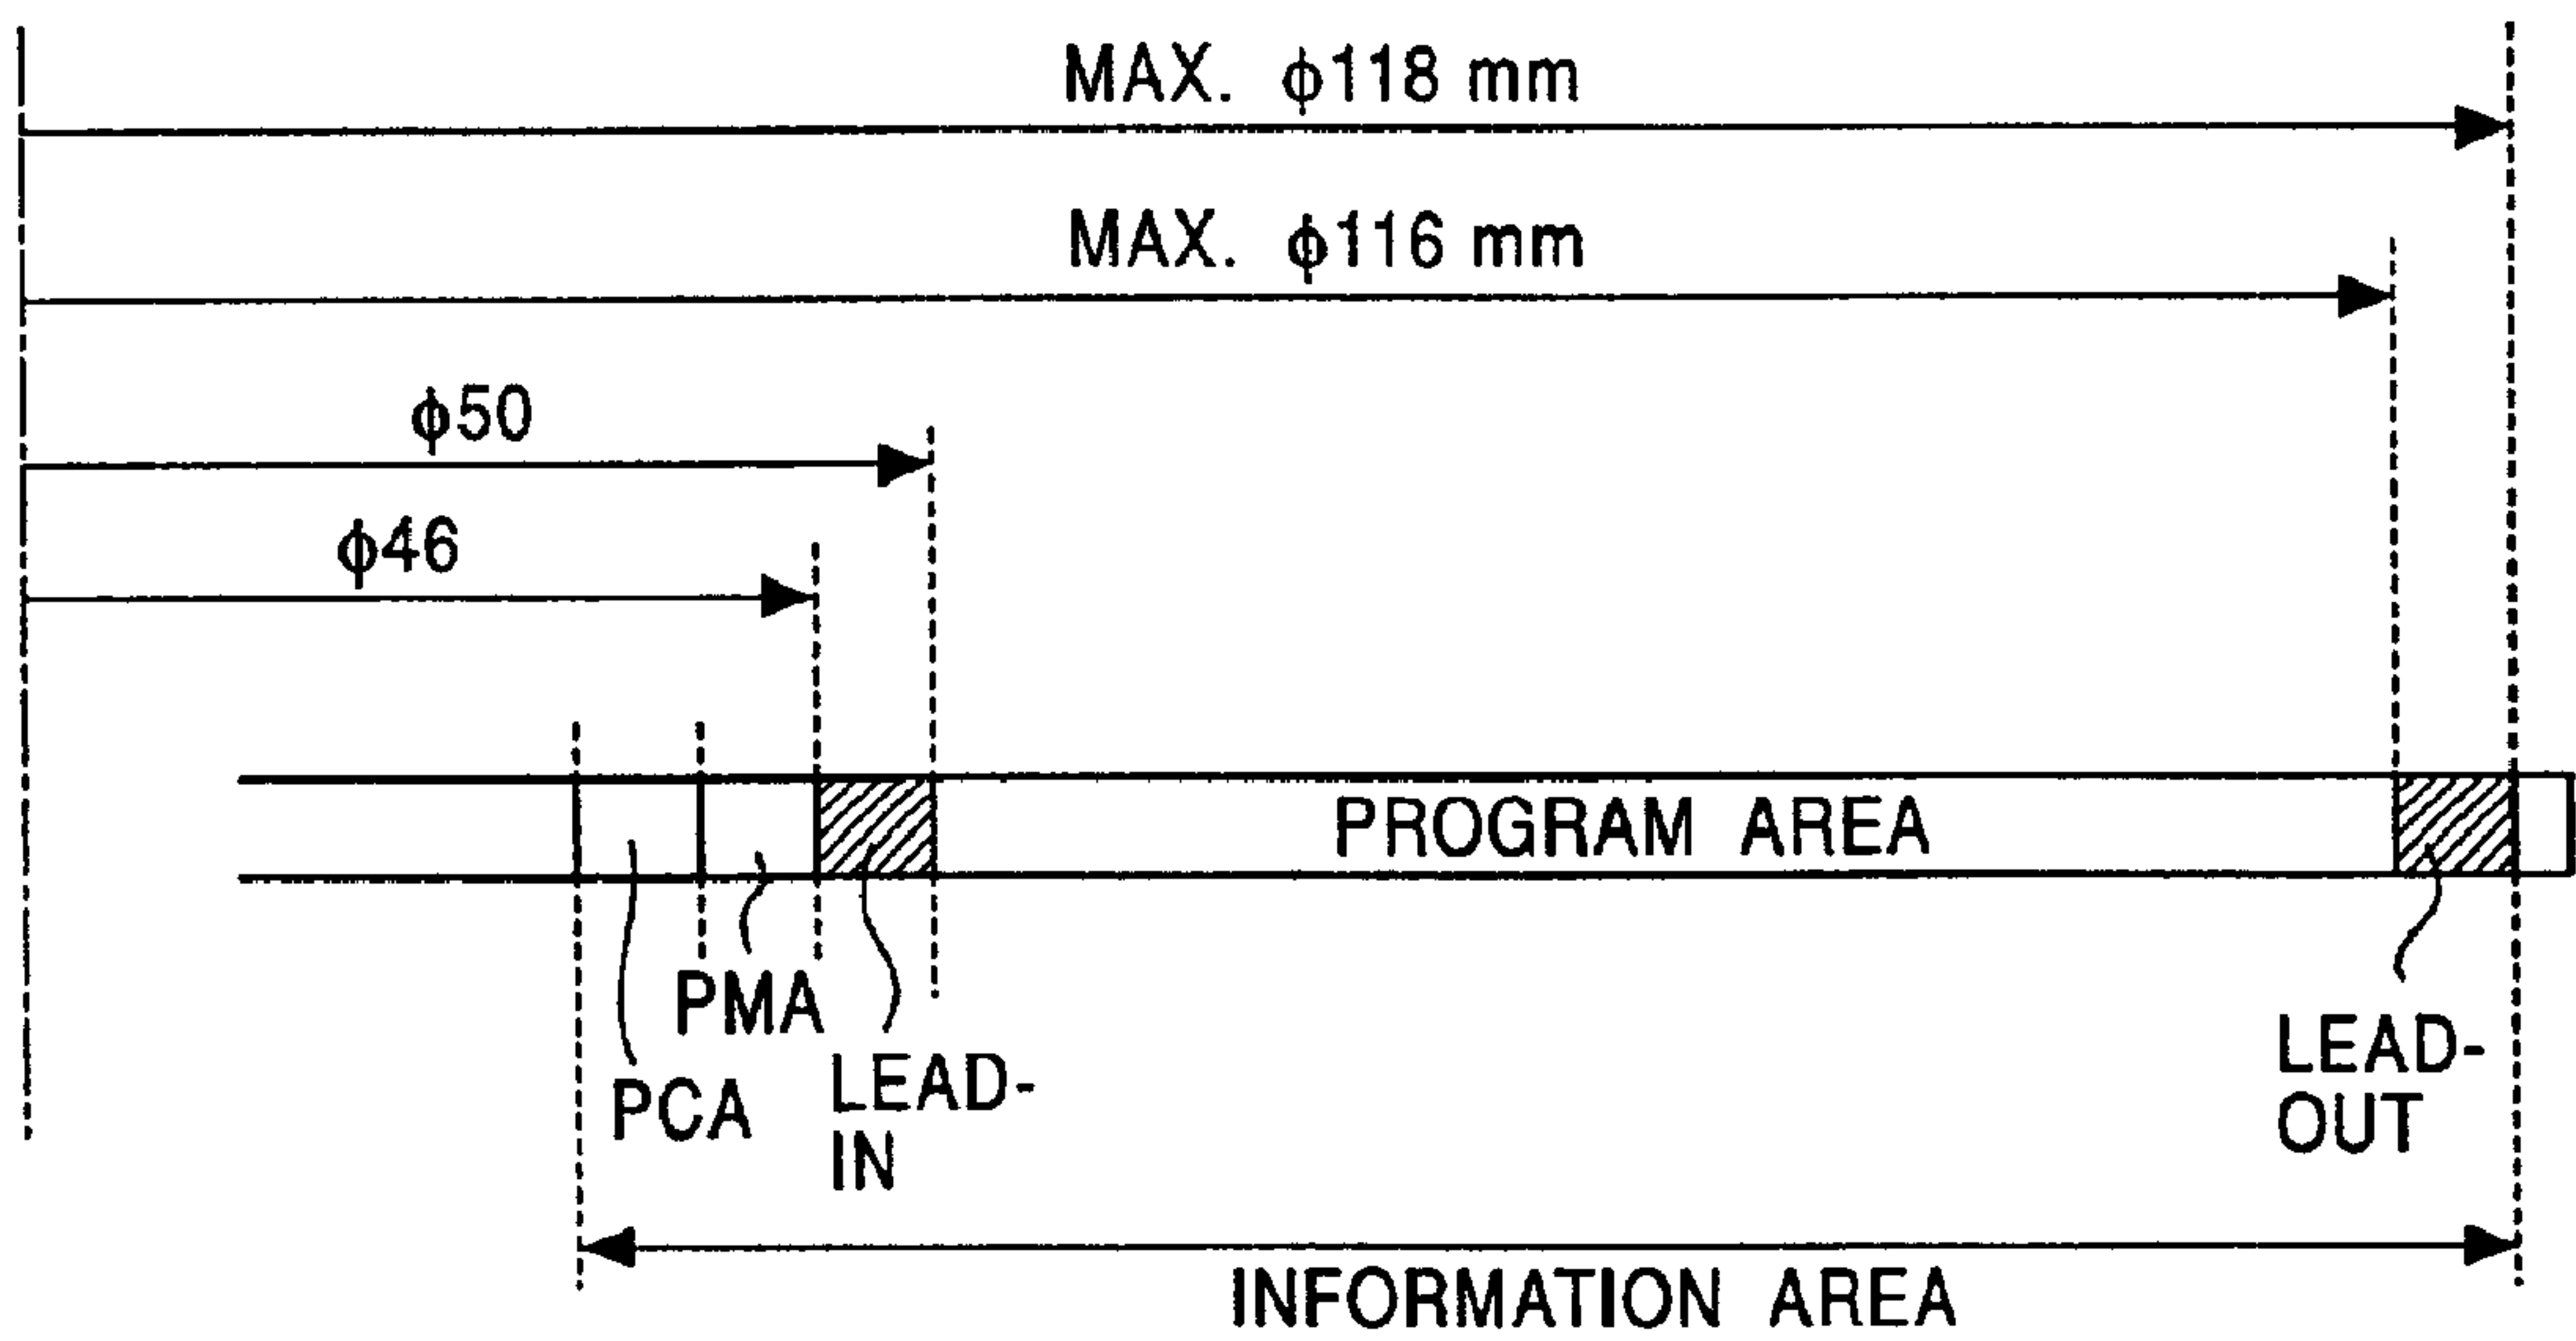 MAX. ϕ118 mm
MAX. ϕ116 mm
ϕ50
ϕ46
PROGRAM AREA
PMA
PCA
LEAD-
IN
LEAD-
OUT
INFORMATION AREA